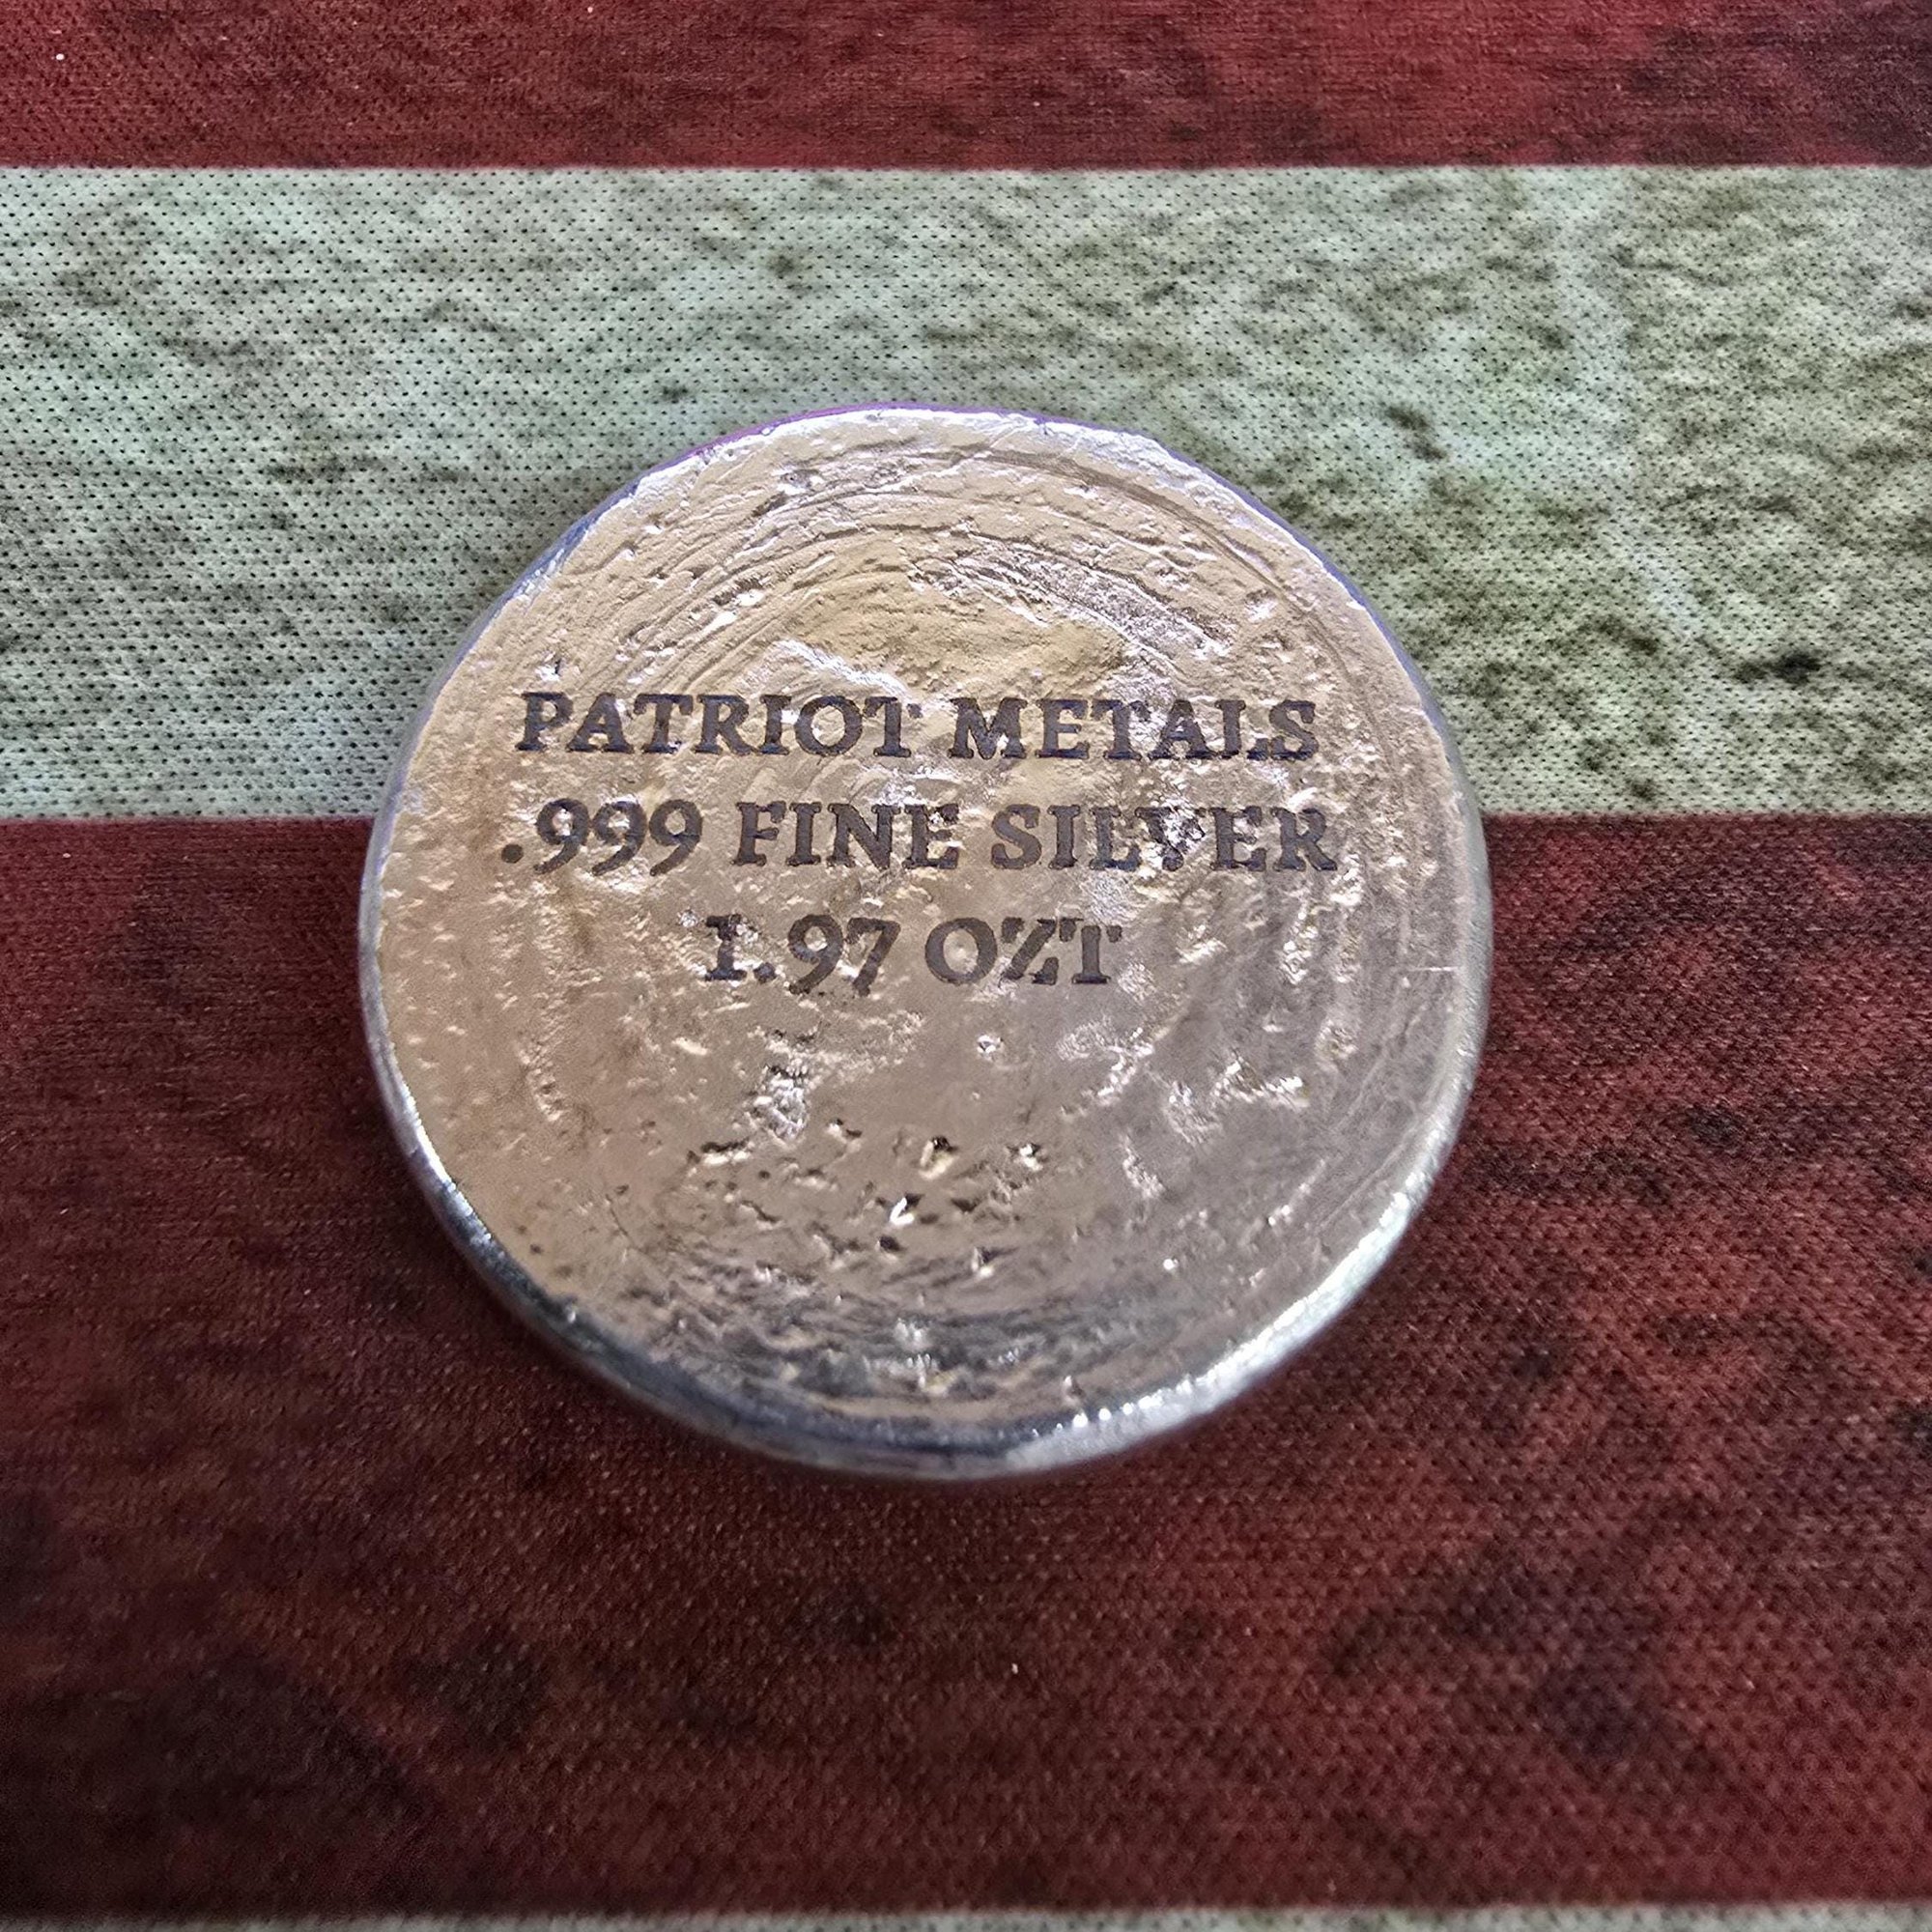 PATRIOT METALS
.999 FINE SILVER
1.97 OZT